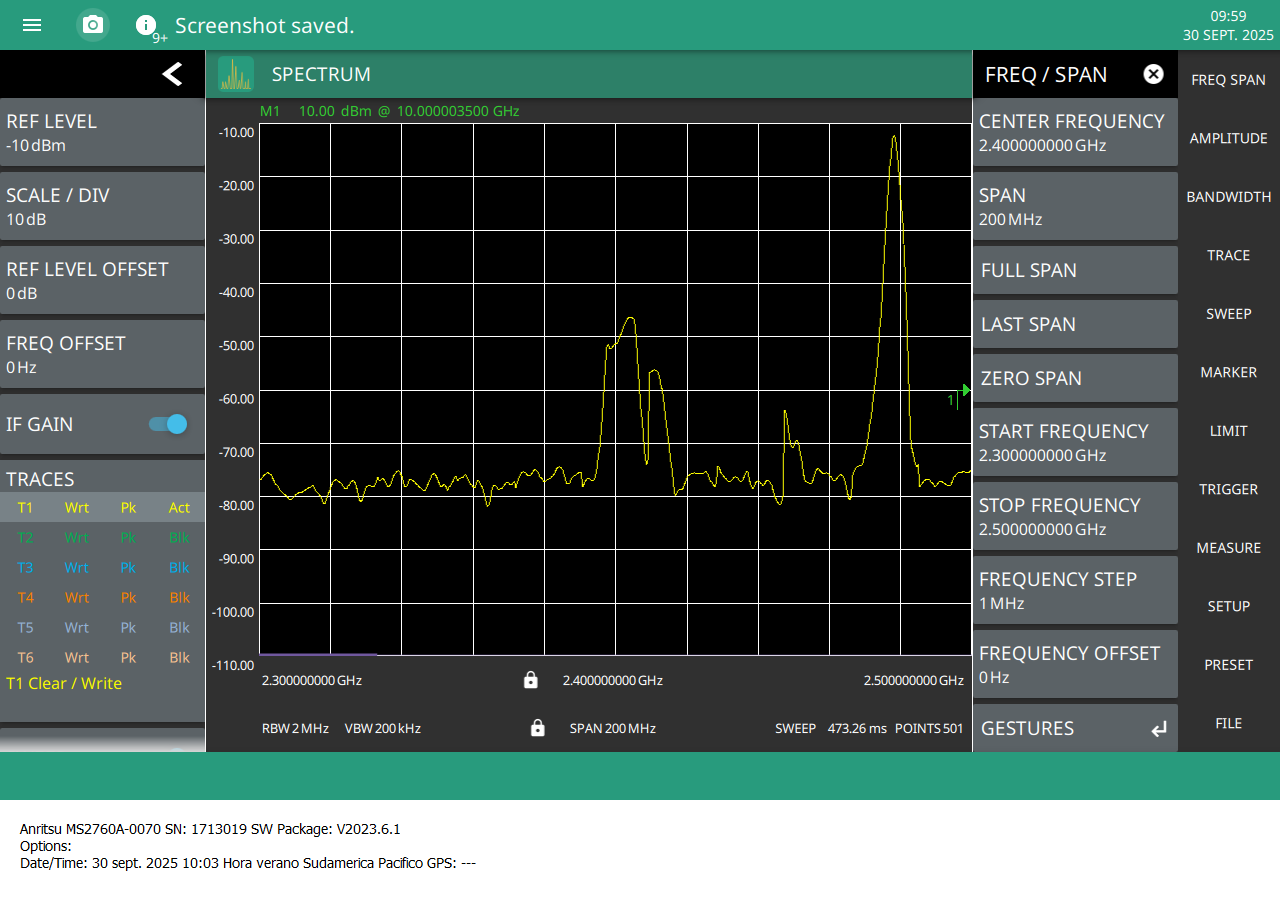 9+ Screenshot saved.
09:59
30 SEPT. 2025
REF LEVEL
-10 dBm
SCALE / DIV
10 dB
REF LEVEL OFFSET
0 dB
FREQ OFFSET
0 Hz
IF GAIN
TRACES
T1 Wrt Pk Act
T2 Wrt Pk Blk
T3 Wrt Pk Blk
T4 Wrt Pk Blk
T5 Wrt Pk Blk
T6 Wrt Pk Blk
T1 Clear / Write
SPECTRUM
M1 10.00 dBm @ 10.000003500 GHz
-10.00
-20.00
-30.00
-40.00
-50.00
-60.00
-70.00
-80.00
-90.00
-100.00
-110.00
1
2.300000000 GHz 2.400000000 GHz 2.500000000 GHz
RBW 2 MHz VBW 200 kHz SPAN 200 MHz SWEEP 473.26 ms POINTS 501
FREQ / SPAN
CENTER FREQUENCY
2.400000000 GHz
SPAN
200 MHz
FULL SPAN
LAST SPAN
ZERO SPAN
START FREQUENCY
2.300000000 GHz
STOP FREQUENCY
2.500000000 GHz
FREQUENCY STEP
1 MHz
FREQUENCY OFFSET
0 Hz
GESTURES
FREQ SPAN
AMPLITUDE
BANDWIDTH
TRACE
SWEEP
MARKER
LIMIT
TRIGGER
MEASURE
SETUP
PRESET
FILE
Anritsu MS2760A-0070 SN: 1713019 SW Package: V2023.6.1
Options:
Date/Time: 30 sept. 2025 10:03 Hora verano Sudamerica Pacifico GPS: ---